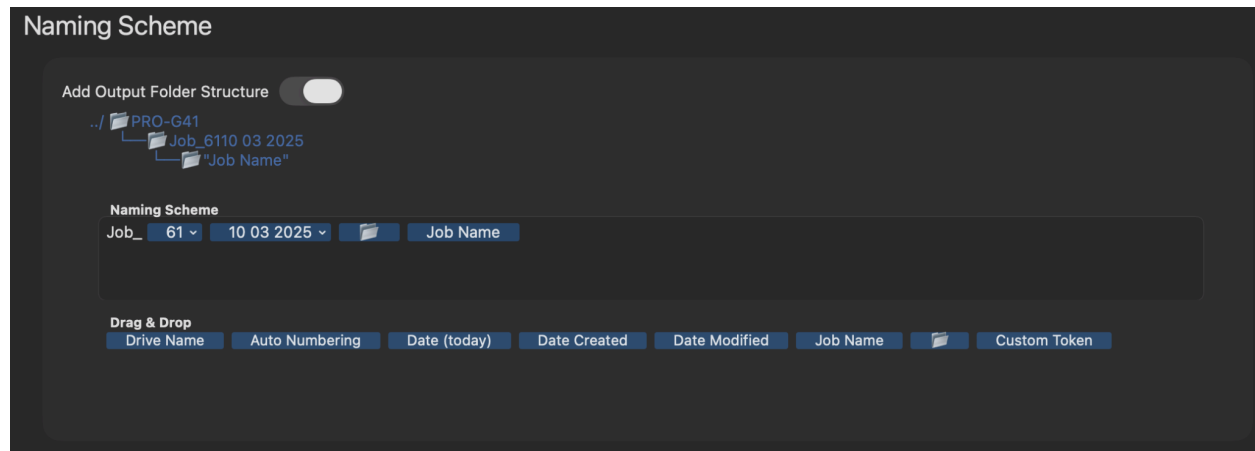 Naming Scheme
Add Output Folder Structure
../ PRO-G41
Job_6110 03 2025
"Job Name"
Naming Scheme
Job_ 61 10 03 2025 Job Name
Drag & Drop
Drive Name Auto Numbering Date (today) Date Created Date Modified Job Name Custom Token